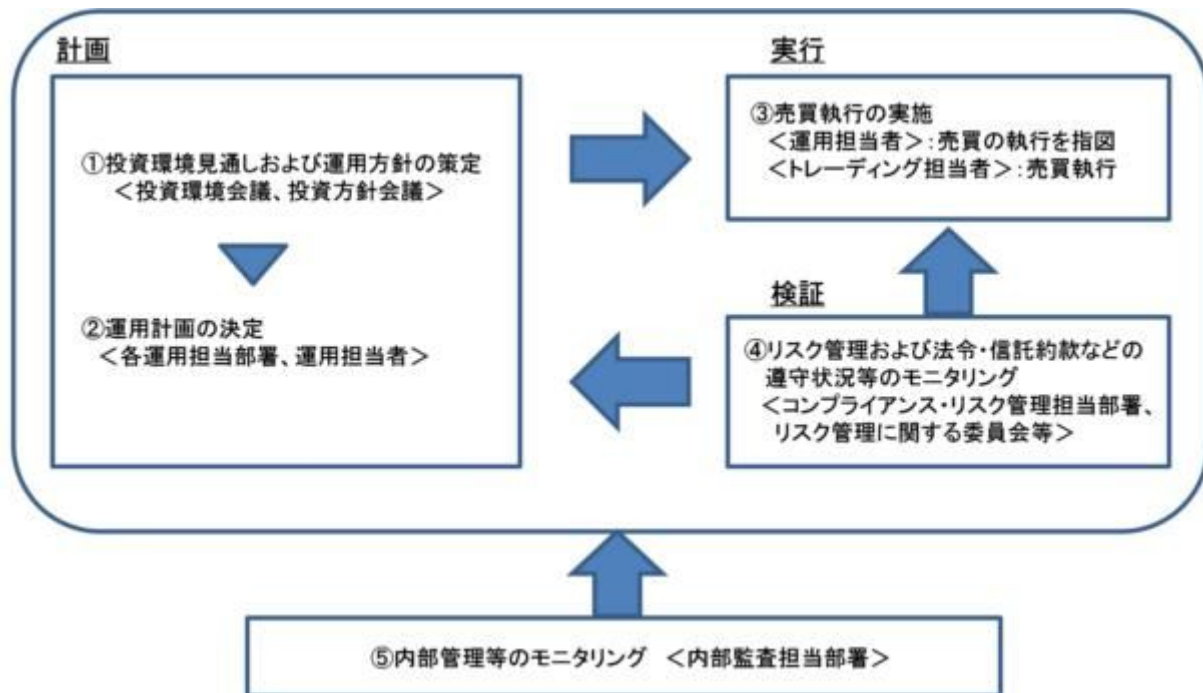 計画
①投資環境見通しおよび運用方針の策定
＜投資環境会議、投資方針会議＞
②運用計画の決定
＜各運用担当部署、運用担当者＞
実行
③売買執行の実施
＜運用担当者＞：売買の執行を指図
＜トレーディング担当者＞：売買執行
検証
④リスク管理および法令・信託約款などの
遵守状況等のモニタリング
＜コンプライアンス・リスク管理担当部署、
リスク管理に関する委員会等＞
⑤内部管理等のモニタリング ＜内部監査担当部署＞